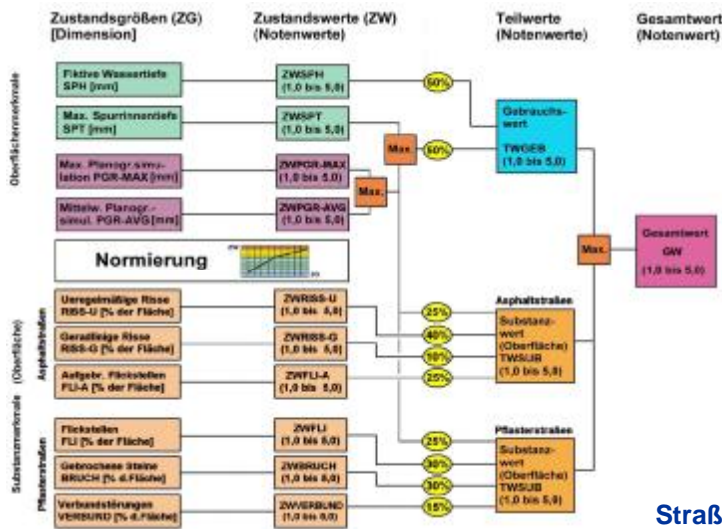 Zustandsgrößen (ZG)
[Dimension]
Zustandswerte (ZW)
(Notenwerte)
Teilwerte
(Notenwerte)
Gesamtwert
(Notenwert)
Oberflächenmerkmale
Fiktive Wassertiefe
SPH [mm]
ZWSPH
(1,0 bis 5,0)
50%
Max. Spurrinnentiefe
SPT [mm]
ZWSPT
(1,0 bis 5,0)
Max. Planogr.simu-
lation PGR-MAX [mm]
ZWPGR-MAX
(1,0 bis 5,0)
Mittelw. Planogr.-
simul. PGR-AVG [mm]
ZWPGR-AVG
(1,0 bis 5,0)
Max.
Max.
50%
Gebrauchs-
wert
TWGEB
(1,0 bis 5,0)
Max.
Gesamtwert
GW
(1,0 bis 5,0)
Normierung
ZW
ZG
Substanzmerkmale (Oberfläche)
Asphaltstraßen
Unregelmäßige Risse
RISS-U [% der Fläche]
ZWRISS-U
(1,0 bis 5,0)
25%
Geradlinige Risse
RISS-G [% der Fläche]
ZWRISS-G
(1,0 bis 5,0)
40%
10%
Aufgebr. Flickstellen
FLI-A [% der Fläche]
ZWFLI-A
(1,0 bis 5,0)
25%
Asphaltstraßen
Substanz-
wert
(Oberfläche)
TWSUB
(1,0 bis 5,0)
Pflasterstraßen
Flickstellen
FLI [% der Fläche]
ZWFLI
(1,0 bis 5,0)
25%
Gebrochene Steine
BRUCH [% d.Fläche]
ZWBRUCH
(1,0 bis 5,0)
30%
30%
Verbundstörungen
VERBUND [% d. Fläche]
ZWVERBUND
(1,0 bis 5,0)
15%
Pflasterstraßen
Substanz-
wert
(Oberfläche)
TWSUB
(1,0 bis 5,0)
Straß